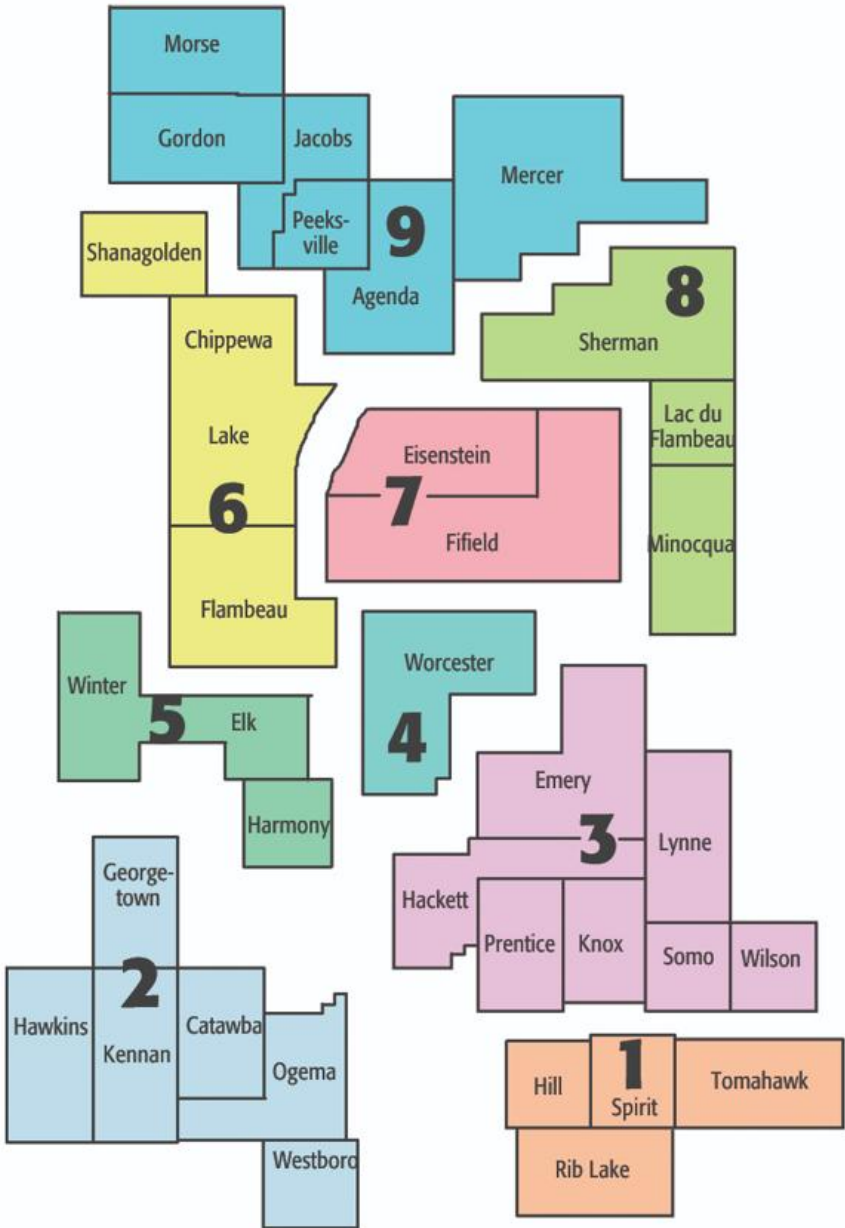 Morse
Gordon
Jacobs
Mercer
Peeks-
ville
9
Agenda
Shanagolden
8
Sherman
Chippewa
Lake
6
Flambeau
Lac du
Flambeau
Minocqua
Eisenstein
7
Fifield
Winter
5
Elk
Harmony
Worcester
4
Emery
3
Lynne
Hackett
Prentice
Knox
Somo
Wilson
George-
town
2
Hawkins
Kennan
Catawba
Ogema
Westboro
1
Hill
Spirit
Tomahawk
Rib Lake